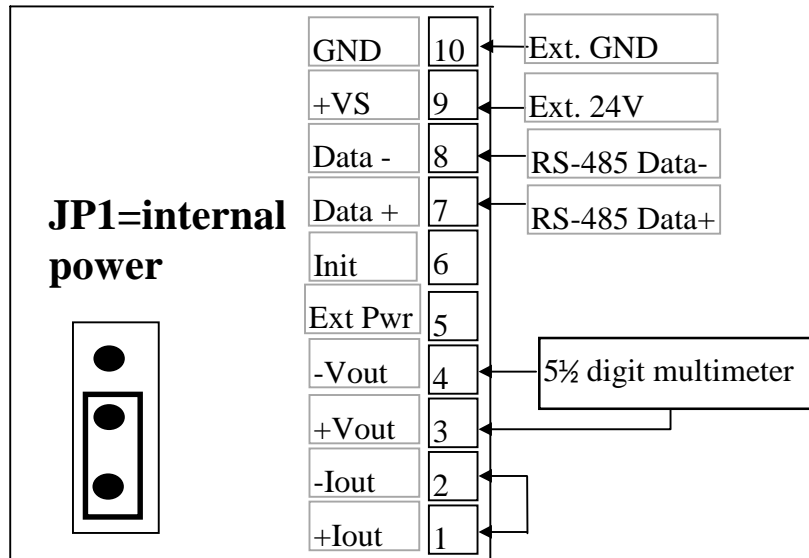 GND 10 Ext. GND
+VS 9 Ext. 24V
Data - 8 RS-485 Data-
Data + 7 RS-485 Data+
JP1=internal
power
Init 6
Ext Pwr 5
-Vout 4 5½ digit multimeter
+Vout 3
-Iout 2
+Iout 1